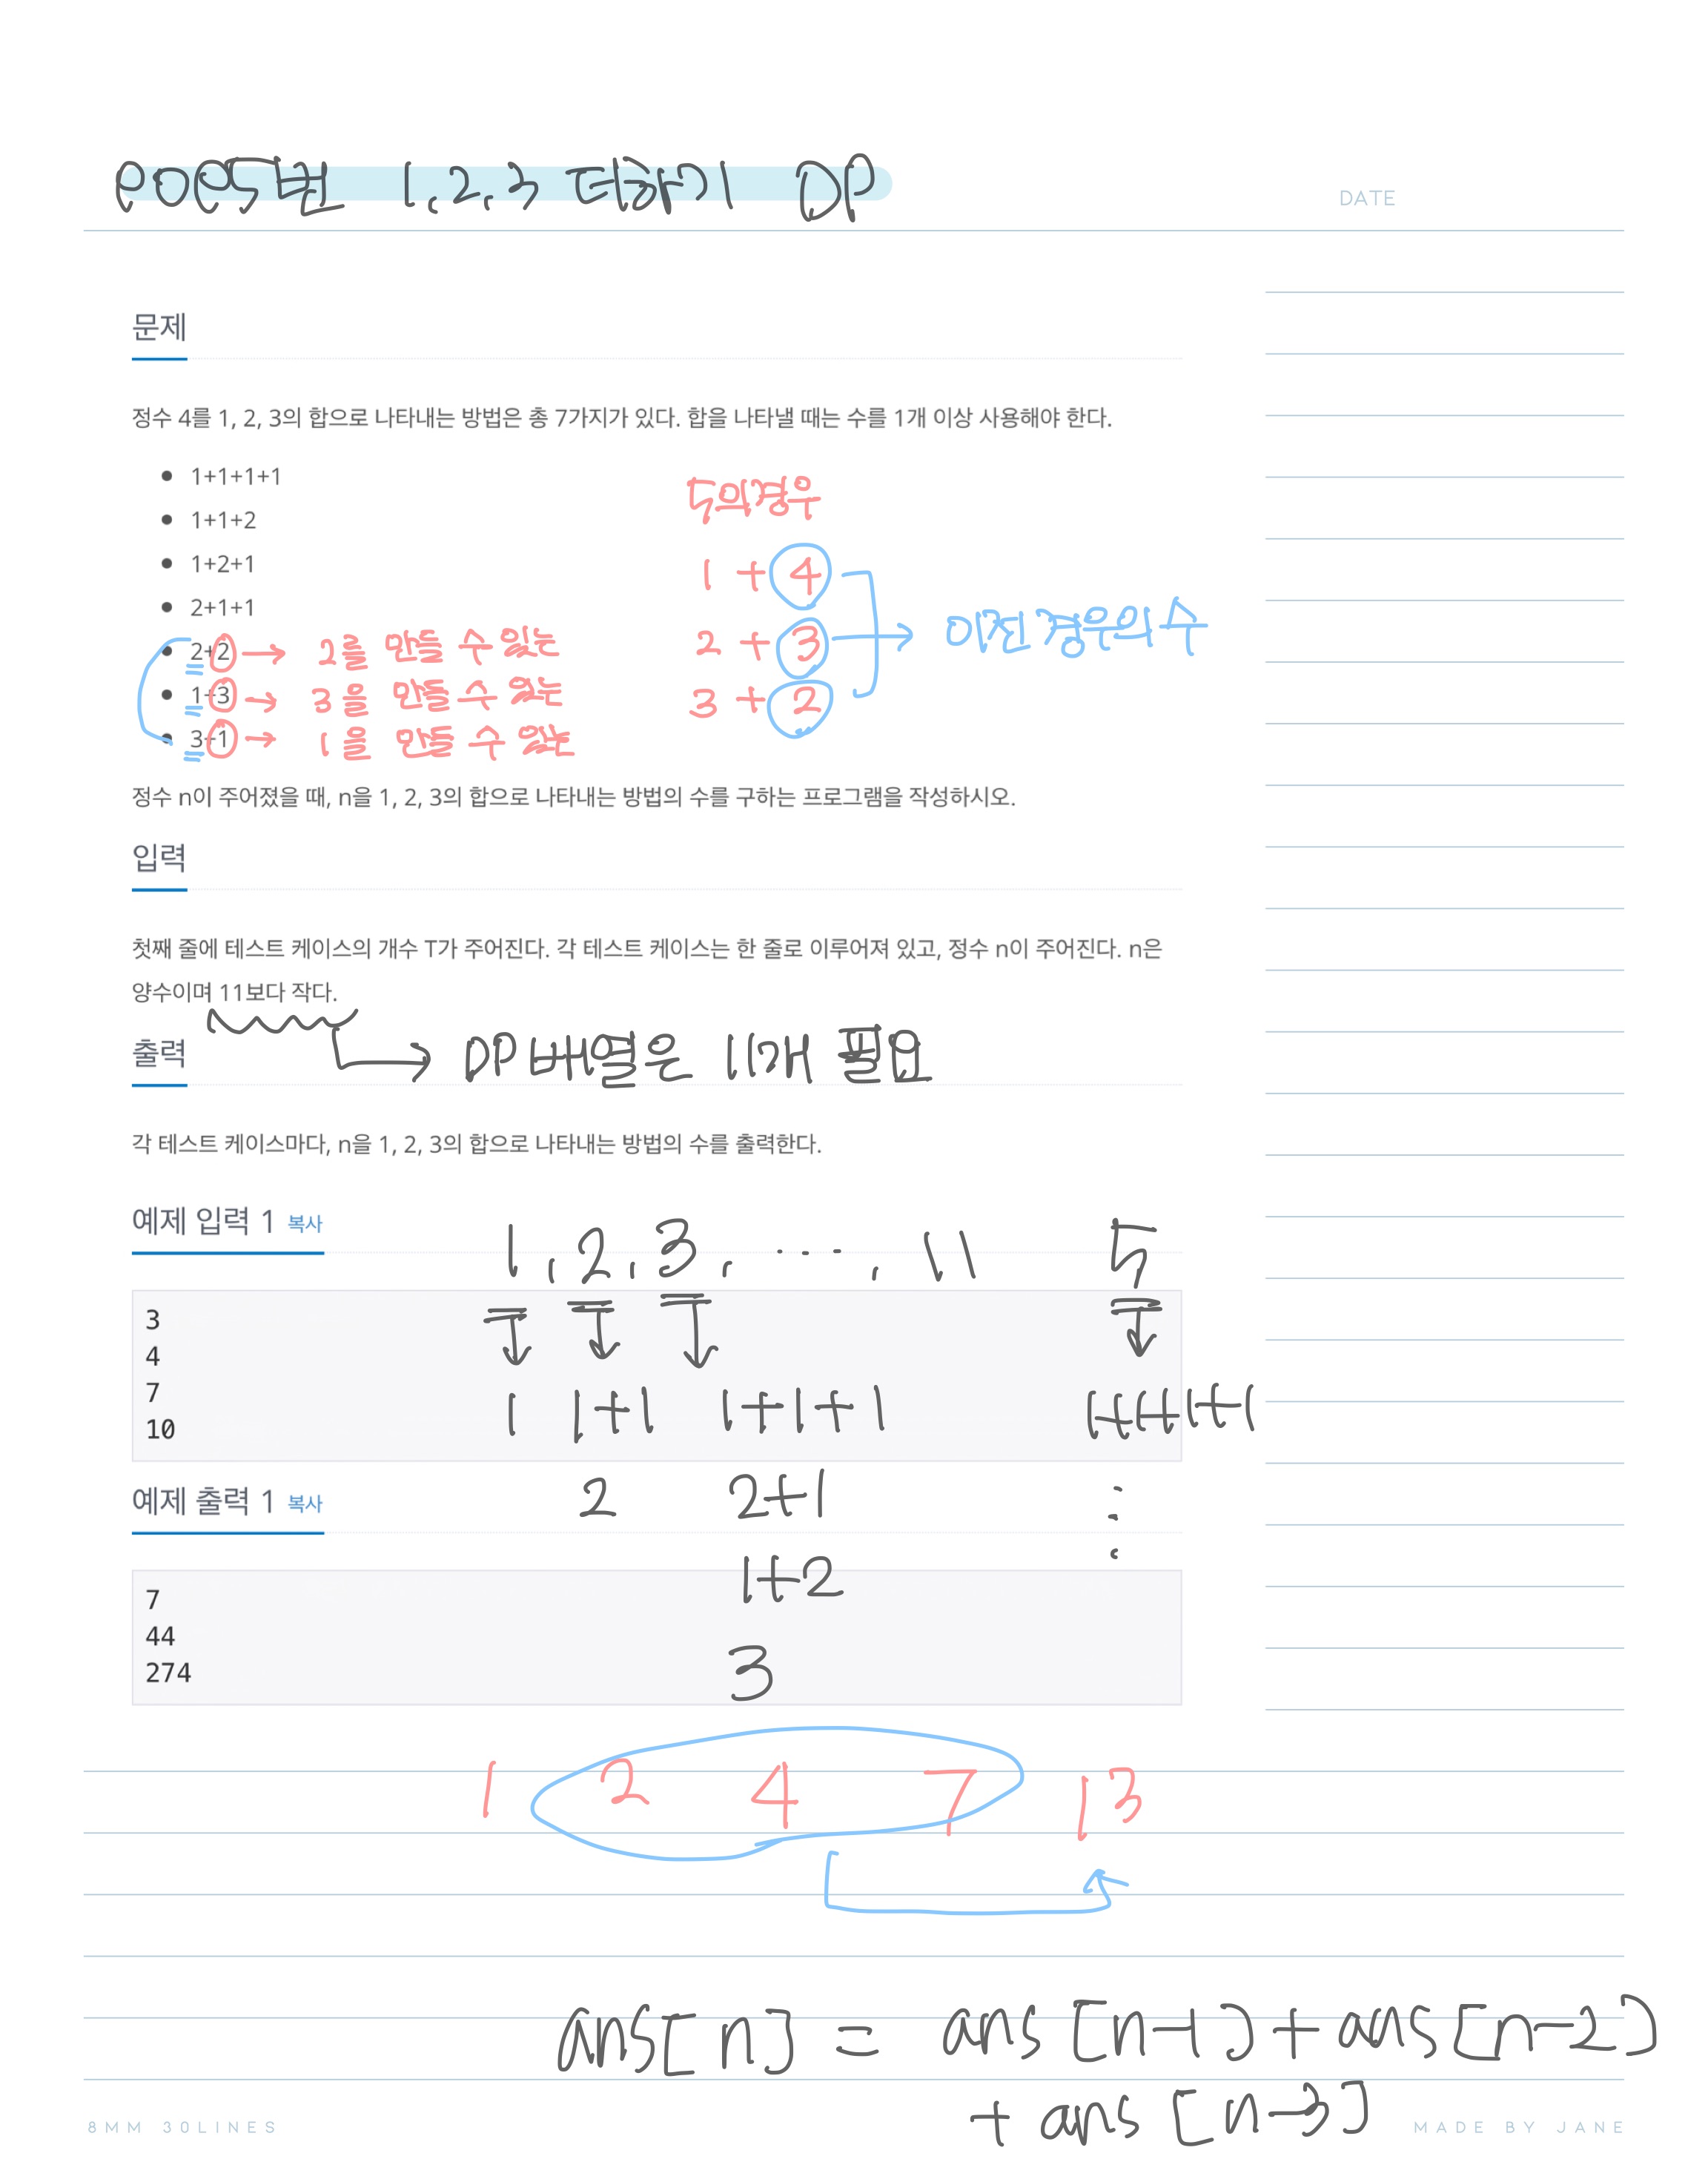 9095번 1,2,3 더하기 DP
DATE
문제
정수 4를 1, 2, 3의 합으로 나타내는 방법은 총 7가지가 있다. 합을 나타낼 때는 수를 1개 이상 사용해야 한다.
1+1+1+1
1+1+2
1+2+1
2+1+1
2+2 → 2를 만들 수 있는
1+3 → 3을 만들 수 있는
3+1 → 1을 만들 수 있는
5의 경우
1 + 4
2 + 3 → 이전 경우의 수
3 + 2
정수 n이 주어졌을 때, n을 1, 2, 3의 합으로 나타내는 방법의 수를 구하는 프로그램을 작성하시오.
입력
첫째 줄에 테스트 케이스의 개수 T가 주어진다. 각 테스트 케이스는 한 줄로 이루어져 있고, 정수 n이 주어진다. n은
양수이며 11보다 작다.
→ DP 배열은 11개 필요
출력
각 테스트 케이스마다, n을 1, 2, 3의 합으로 나타내는 방법의 수를 출력한다.
예제 입력 1 복사
3
4
7
10
1, 2, 3, ..., 11 5
1 1+1 1+1+1 1+1+1+1+1
2 2+1
1+2
3
예제 출력 1 복사
7
44
274
1 2 4 7 13
ans[n] = ans[n-1] + ans[n-2]
+ ans[n-3]
8MM 30LINES
MADE BY JANE